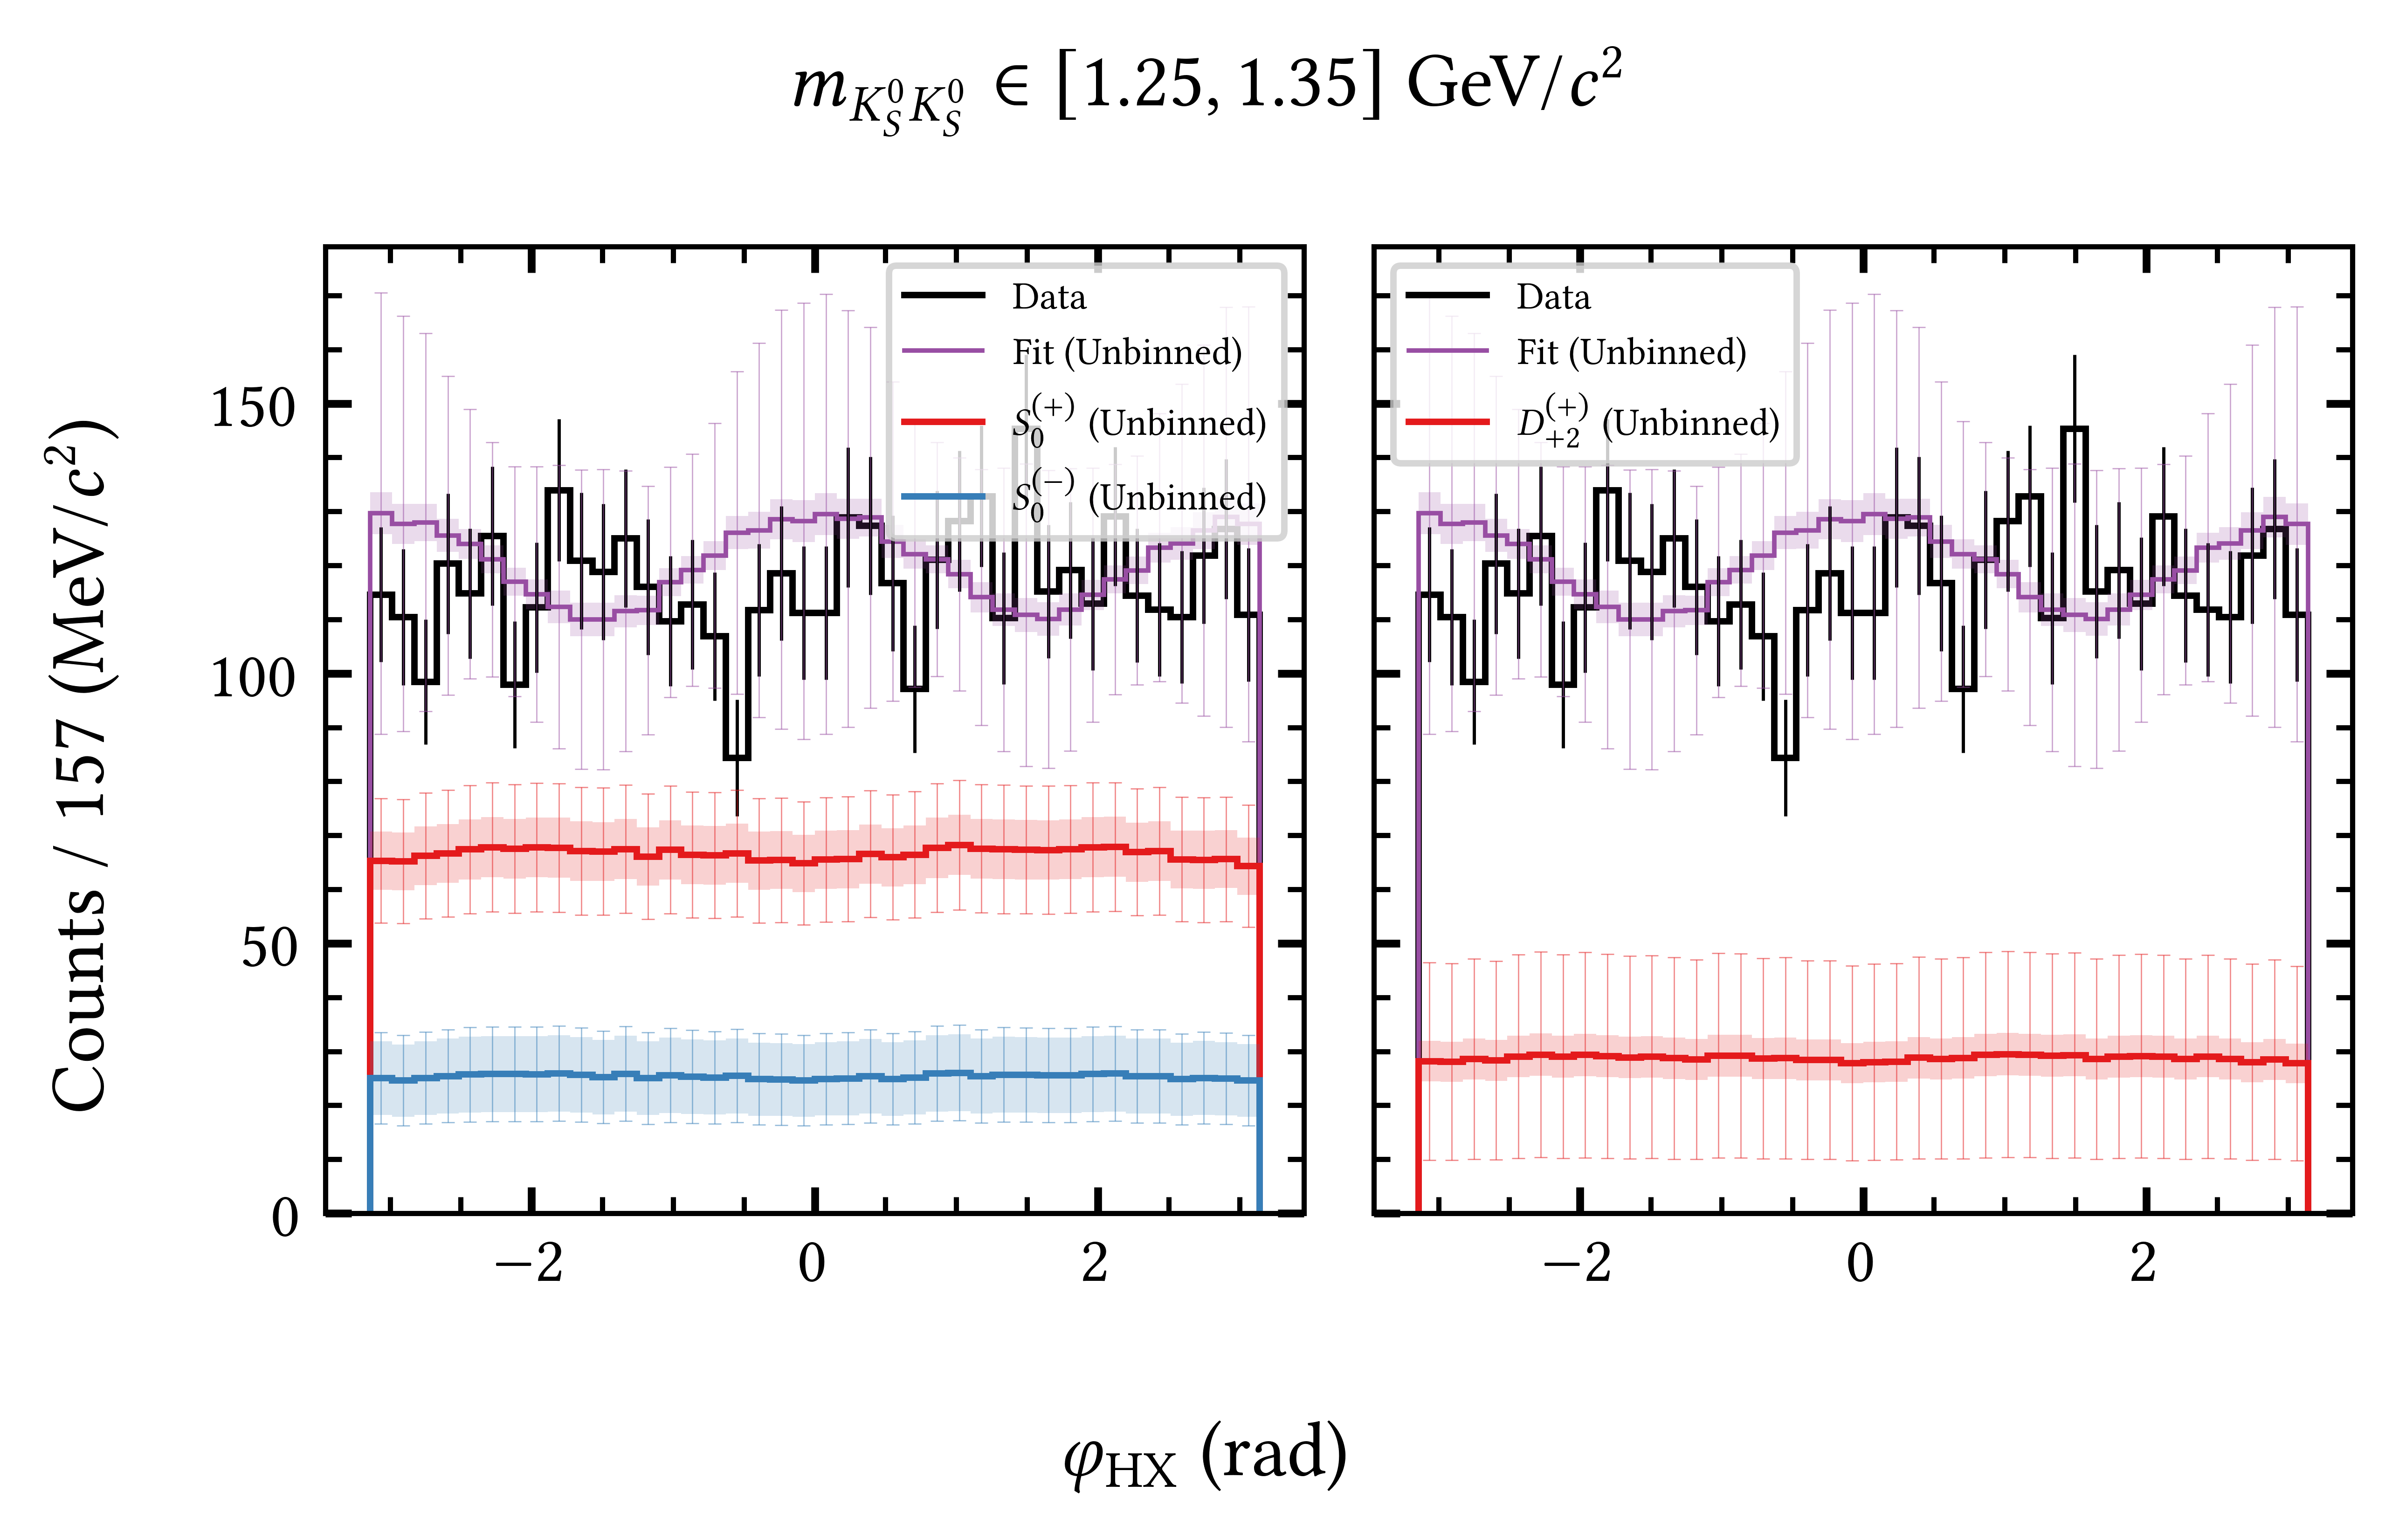 m_{K_S^0 K_S^0} ∈ [1.25, 1.35] GeV/c²
Counts / 157 (MeV/c²)
150
100
50
0
Data
Fit (Unbinned)
S_0^{(+)} (Unbinned)
S_0^{(−)} (Unbinned)
−2
0
2
Data
Fit (Unbinned)
D_{+2}^{(+)} (Unbinned)
−2
0
2
φ_HX (rad)